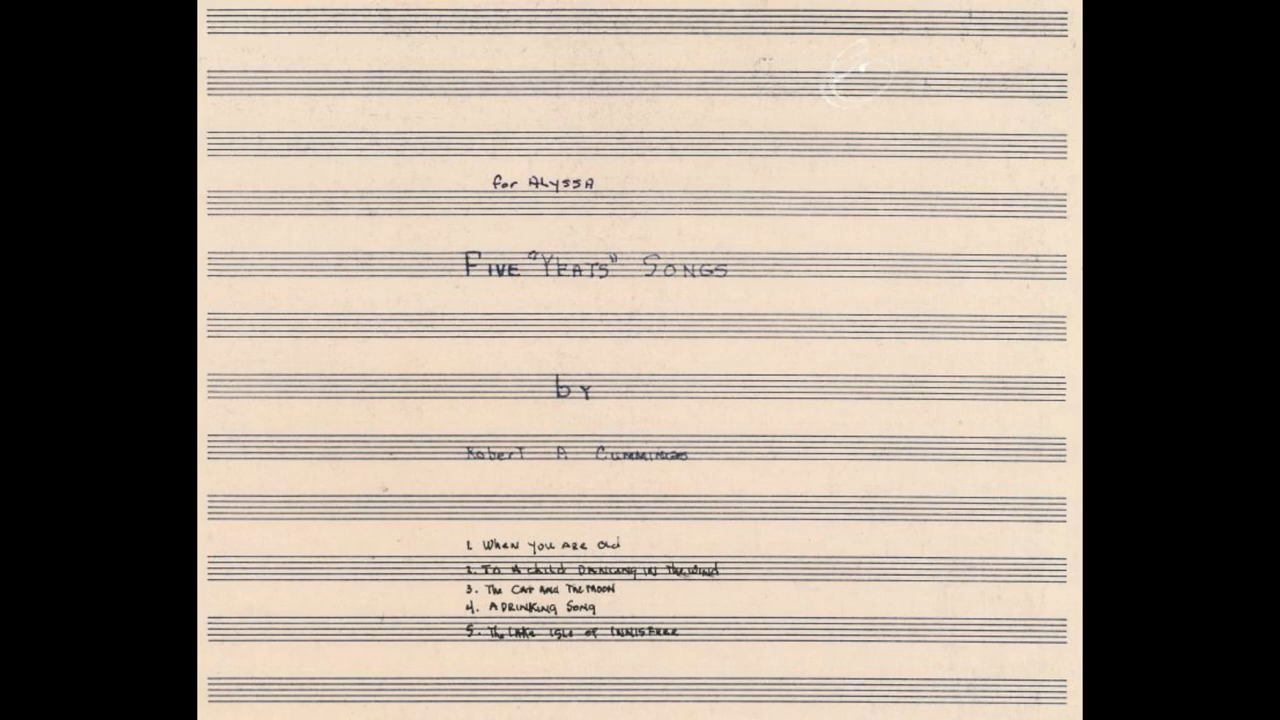 for ALYSSA
FIVE "YEATS" SONGS
by
Robert A Cummings
1. When you are old
2. To A child Dancing in the wind
3. The Cat and The Moon
4. A Drinking Song
5. The Lake Isle of Innisfree